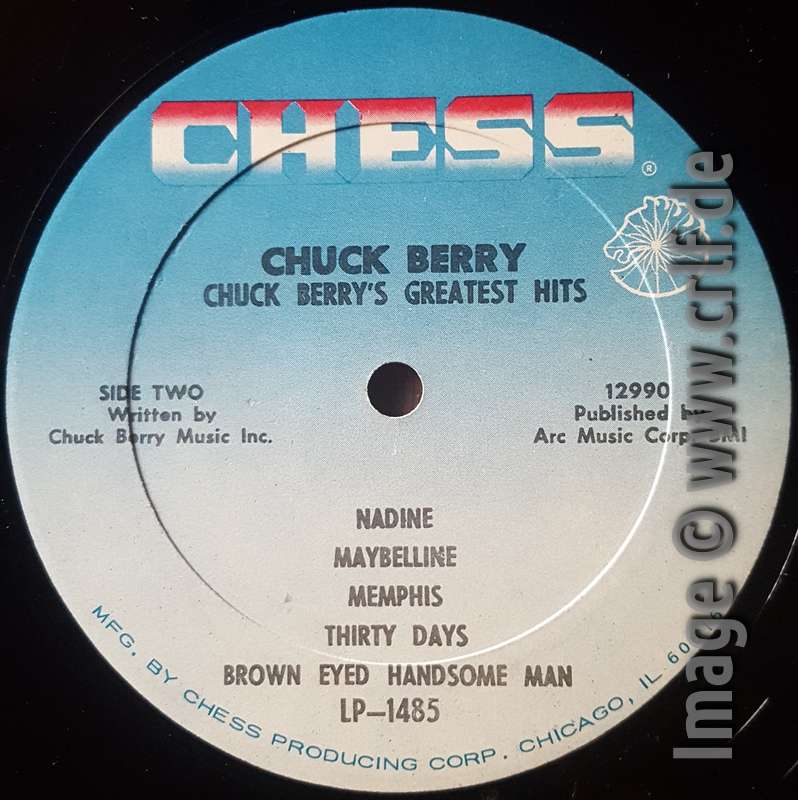 CHESS
®
CHUCK BERRY
CHUCK BERRY'S GREATEST HITS
SIDE TWO
Written by
Chuck Berry Music Inc.
12990
Published by
Arc Music Corp. BMI
NADINE
MAYBELLINE
MEMPHIS
THIRTY DAYS
BROWN EYED HANDSOME MAN
LP-1485
MFG. BY CHESS PRODUCING CORP. CHICAGO, IL
Image © www.crlf.de